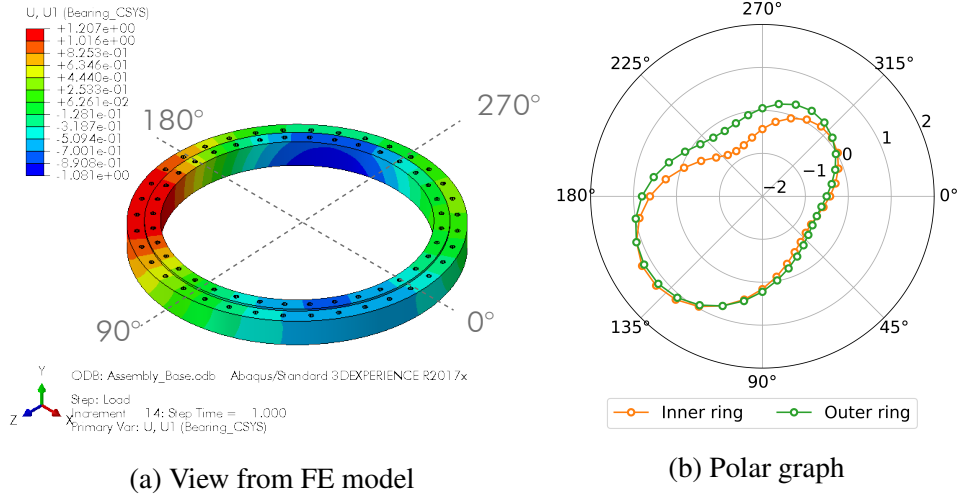 U, U1 (Bearing_CSYS)
+1.207e+00
+1.016e+00
+8.253e-01
+6.346e-01
+4.440e-01
+2.533e-01
+6.261e-02
-1.281e-01
-3.187e-01
-5.094e-01
-7.001e-01
-8.908e-01
-1.081e+00
180°
270°
90°
0°
Y
Z
X
ODB: Assembly_Base.odb Abaqus/Standard 3DEXPERIENCE R2017x
Step: Load
Increment 14: Step Time = 1.000
Primary Var: U, U1 (Bearing_CSYS)
(a) View from FE model
270°
225°
315°
2
1
0
−1
−2
180°
0°
135°
45°
90°
Inner ring
Outer ring
(b) Polar graph